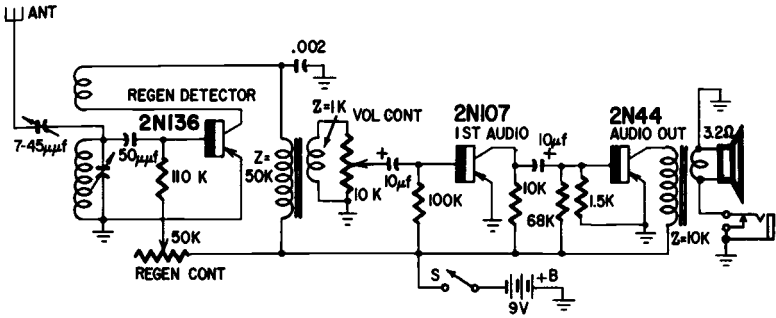 ANT
.002
REGEN DETECTOR
2N136
7-45μμf
50μμf
110 K
50K
REGEN CONT
Z=
50K
Z=1K
VOL CONT
10 K
+
10μf
100K
2N107
1ST AUDIO
10μf
+
10K
68K
1.5K
2N44
AUDIO OUT
Z=10K
3.2Ω
S
+B
9V